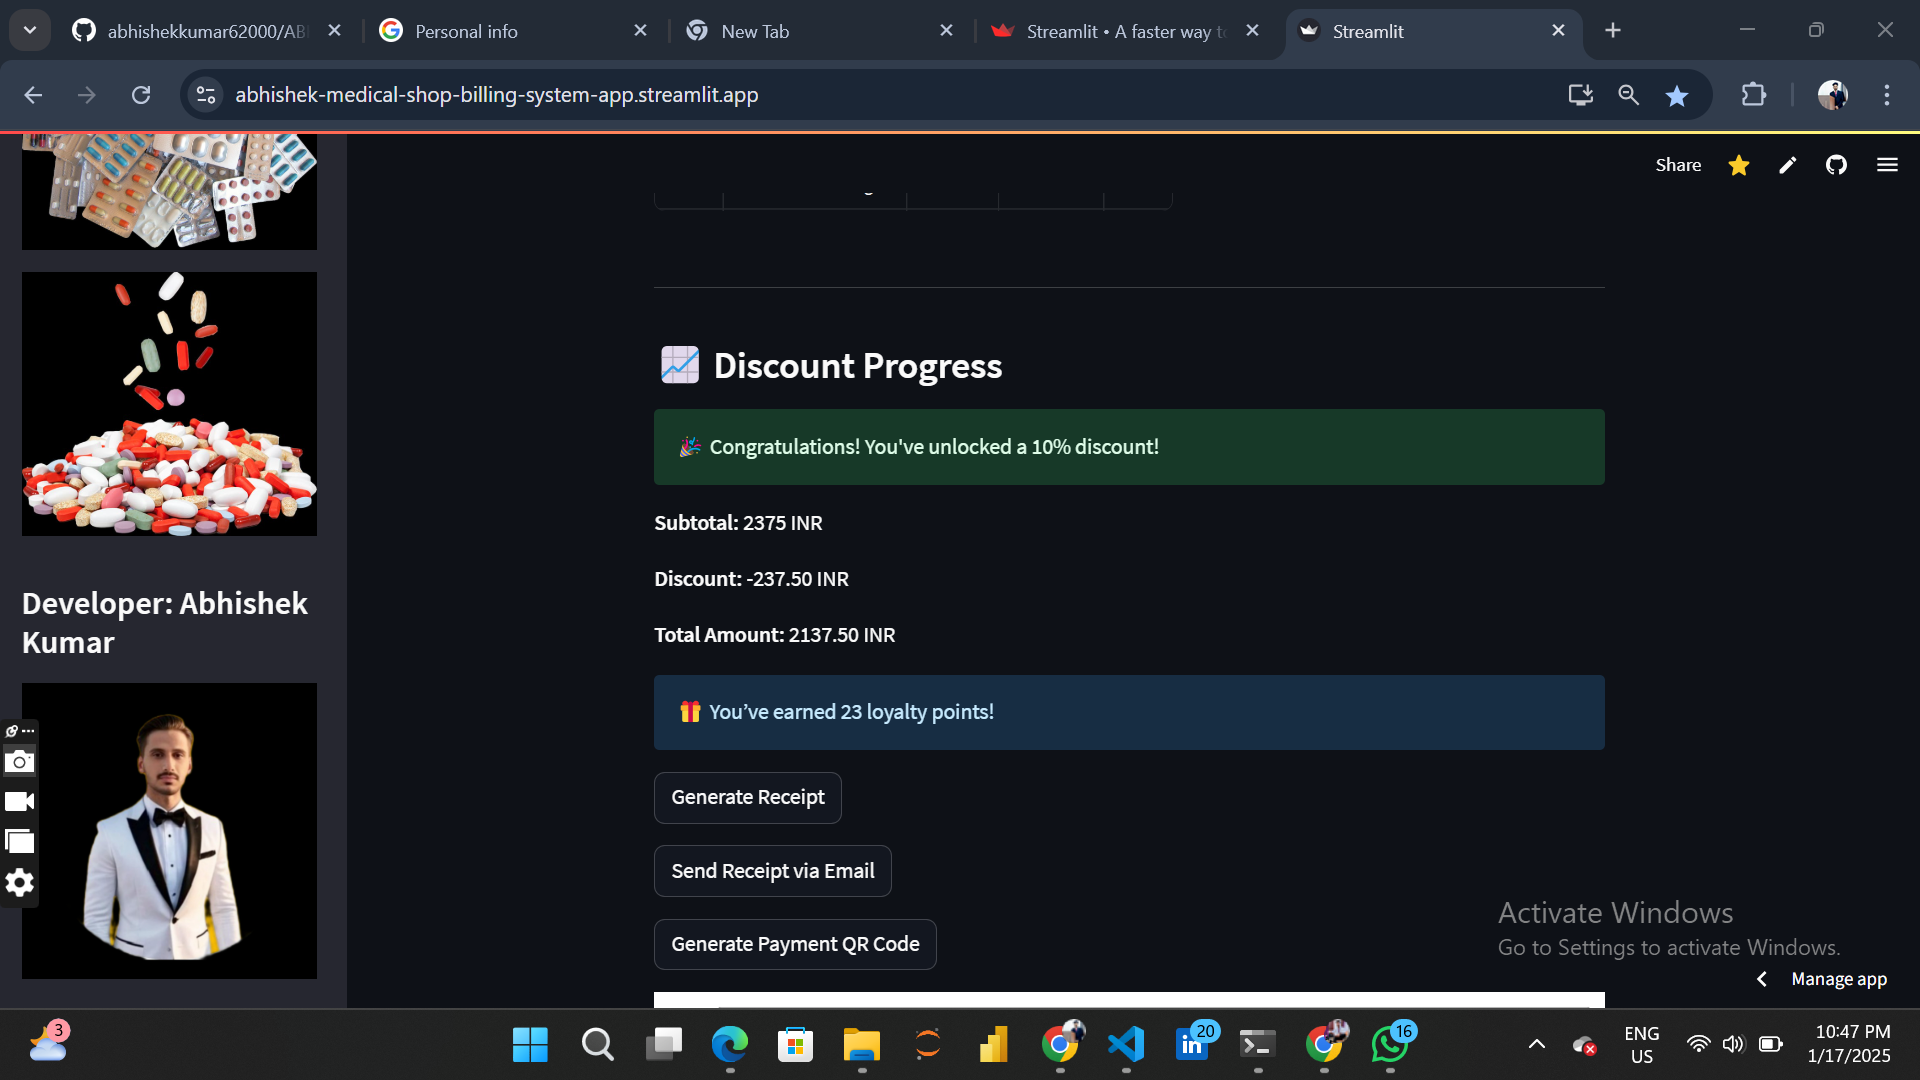 abhishekkumar62000/AB
Personal info
New Tab
Streamlit • A faster way to
Streamlit
abhishek-medical-shop-billing-system-app.streamlit.app
Share
Discount Progress
Congratulations! You've unlocked a 10% discount!
Subtotal: 2375 INR
Discount: -237.50 INR
Total Amount: 2137.50 INR
You’ve earned 23 loyalty points!
Generate Receipt
Send Receipt via Email
Generate Payment QR Code
Developer: Abhishek
Kumar
Activate Windows
Go to Settings to activate Windows.
Manage app
3
20
16
ENG
US
10:47 PM
1/17/2025